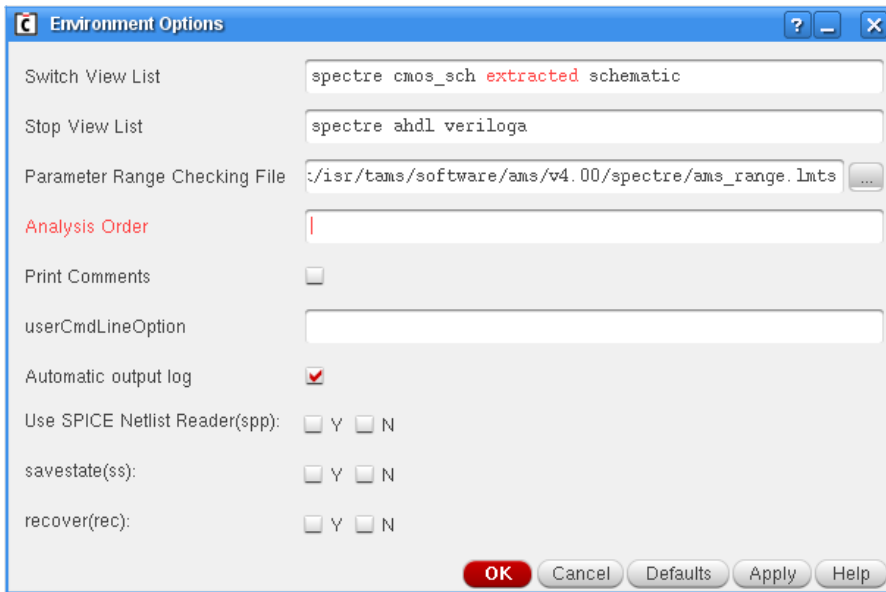 Environment Options
?
Switch View List spectre cmos_sch extracted schematic
Stop View List spectre ahdl veriloga
Parameter Range Checking File :/isr/tams/software/ams/v4.00/spectre/ams_range.lmts ...
Analysis Order
Print Comments
userCmdLineOption
Automatic output log
Use SPICE Netlist Reader(spp): Y N
savestate(ss): Y N
recover(rec): Y N
OK Cancel Defaults Apply Help